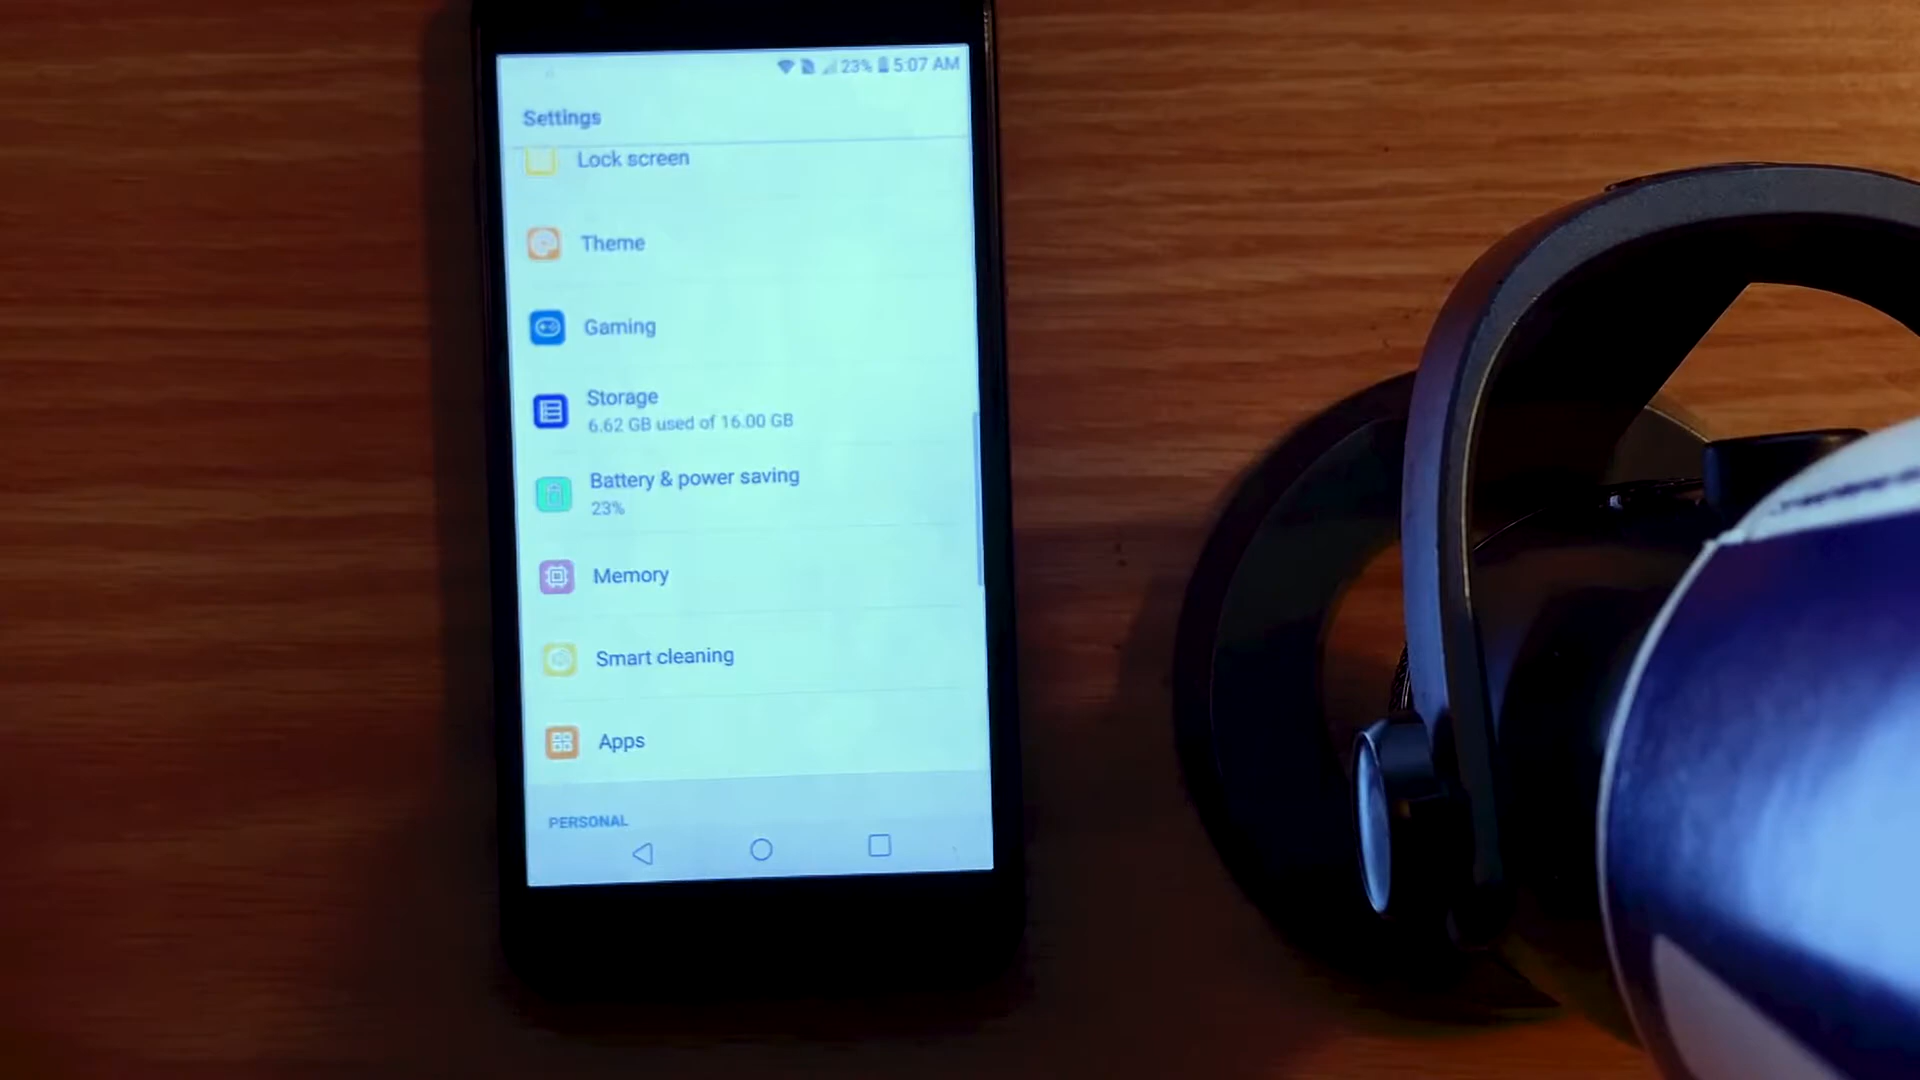 23% 5:07 AM
Settings
Lock screen
Theme
Gaming
Storage
6.62 GB used of 16.00 GB
Battery & power saving
23%
Memory
Smart cleaning
Apps
PERSONAL